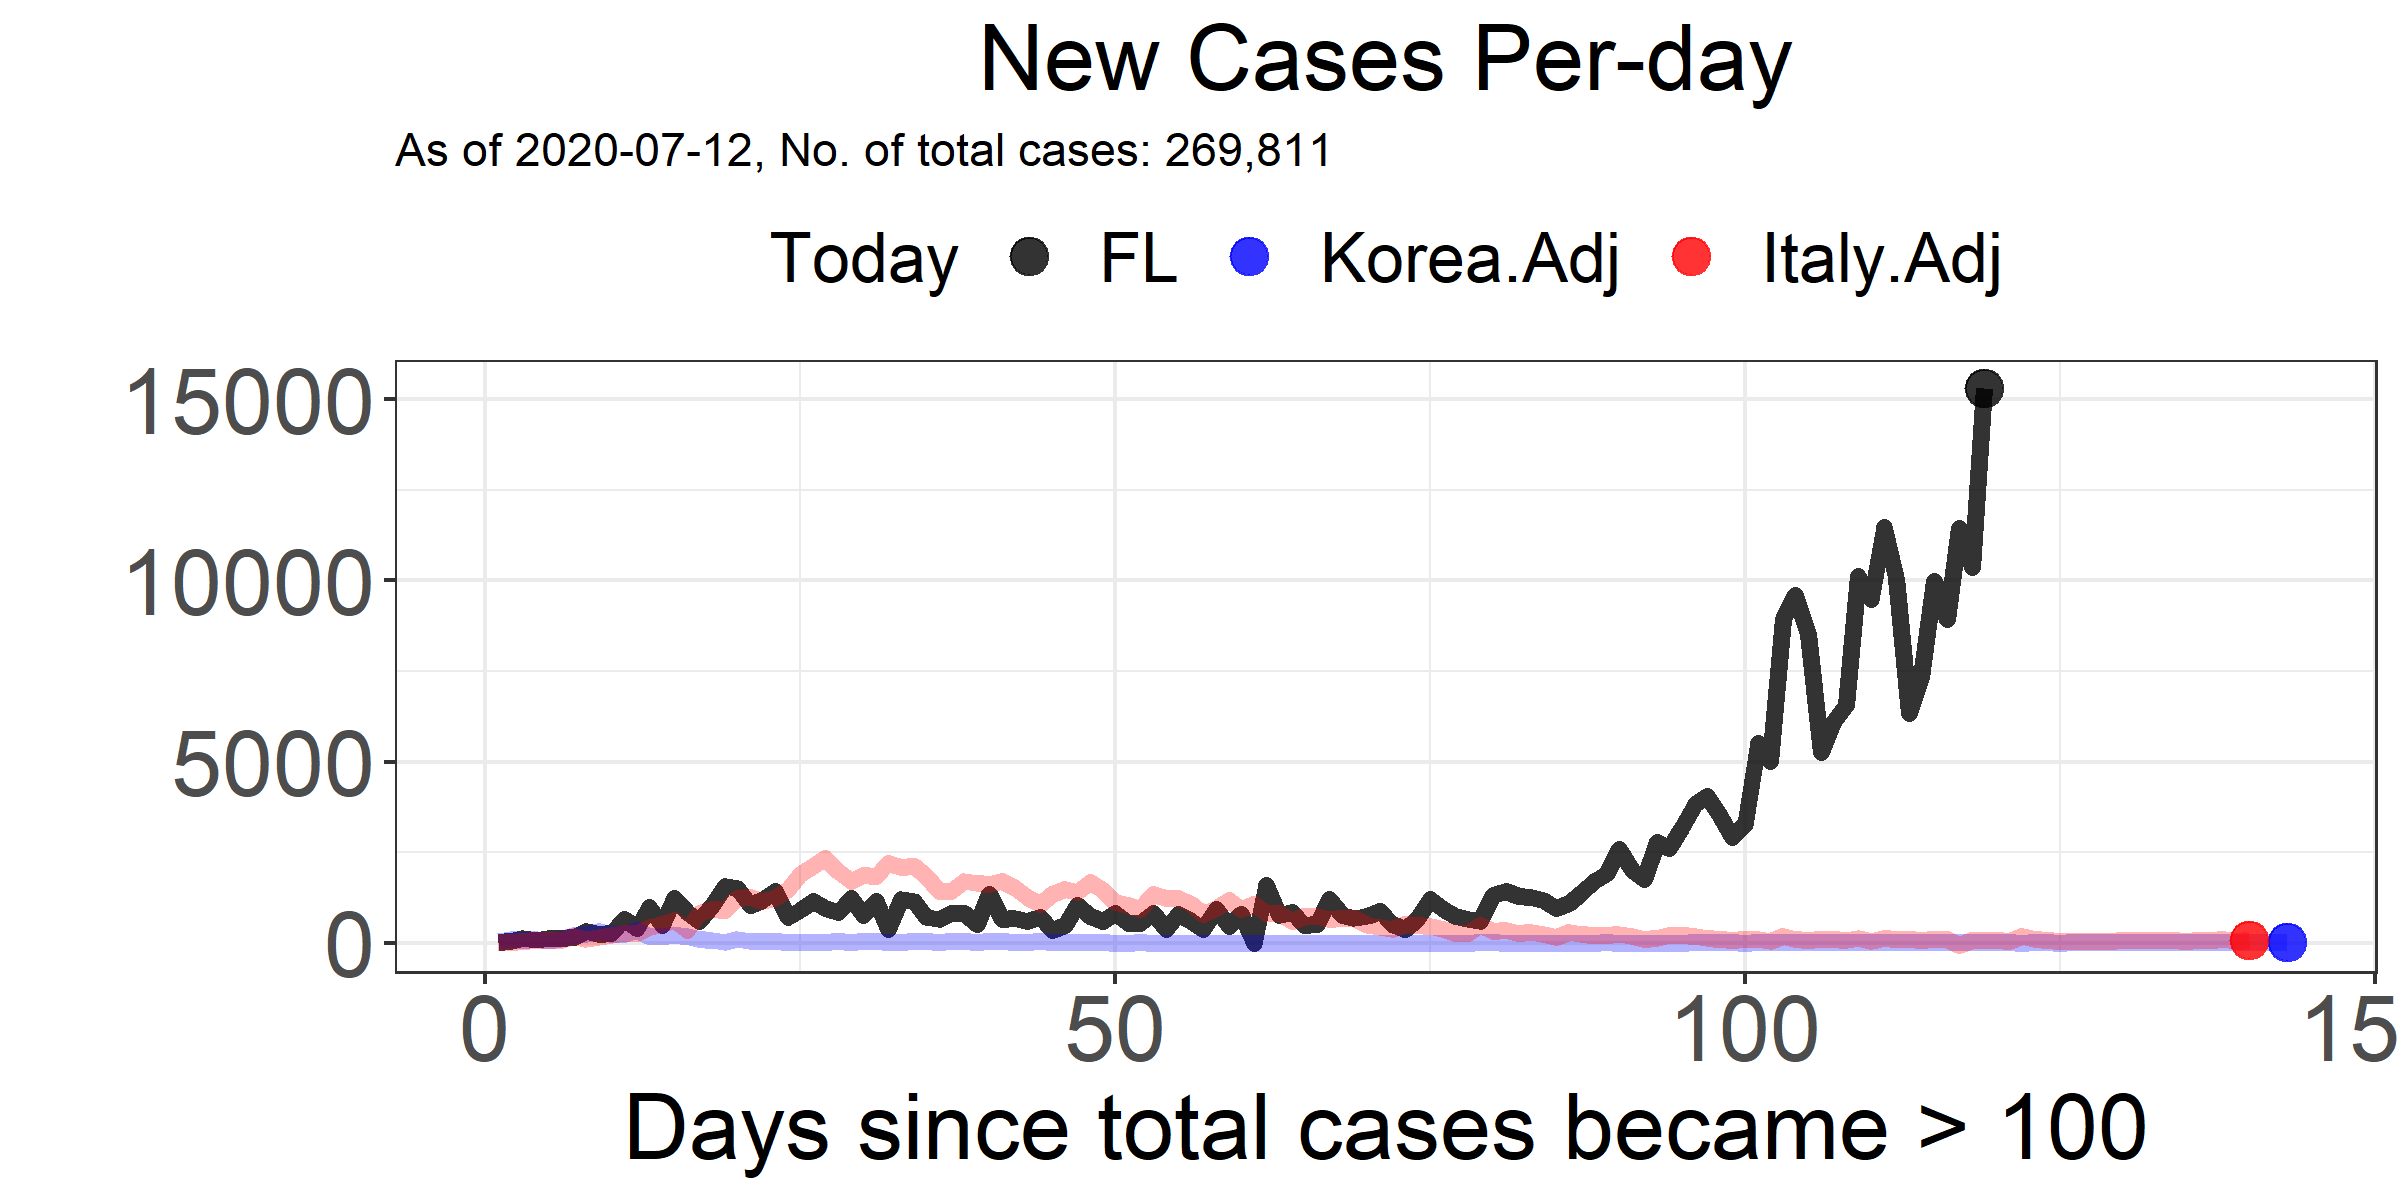 New Cases Per-day
As of 2020-07-12, No. of total cases: 269,811
Today FL Korea.Adj Italy.Adj
15000
10000
5000
0
0 50 100 15
Days since total cases became > 100